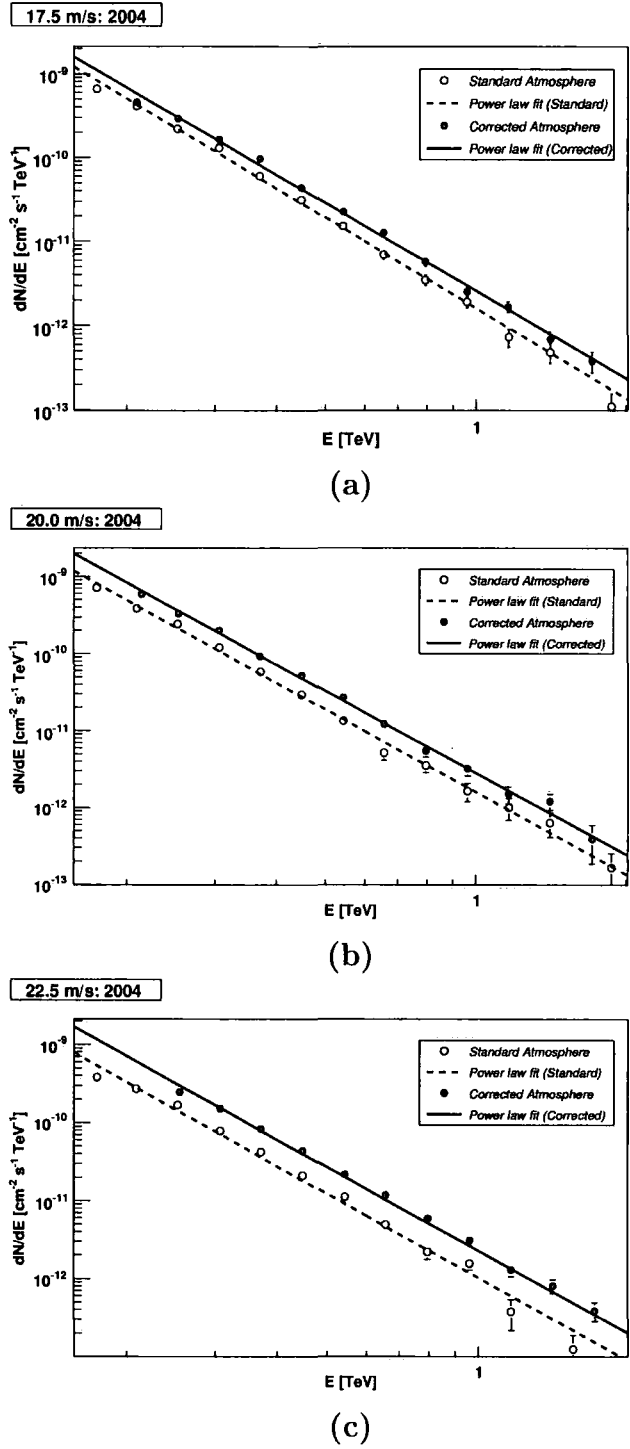 17.5 m/s: 2004
Standard Atmosphere
Power law fit (Standard)
Corrected Atmosphere
Power law fit (Corrected)
dN/dE [cm⁻² s⁻¹ TeV⁻¹]
10⁻⁹
10⁻¹⁰
10⁻¹¹
10⁻¹²
10⁻¹³
1
E [TeV]
(a)
20.0 m/s: 2004
Standard Atmosphere
Power law fit (Standard)
Corrected Atmosphere
Power law fit (Corrected)
dN/dE [cm⁻² s⁻¹ TeV⁻¹]
10⁻⁹
10⁻¹⁰
10⁻¹¹
10⁻¹²
10⁻¹³
1
E [TeV]
(b)
22.5 m/s: 2004
Standard Atmosphere
Power law fit (Standard)
Corrected Atmosphere
Power law fit (Corrected)
dN/dE [cm⁻² s⁻¹ TeV⁻¹]
10⁻⁹
10⁻¹⁰
10⁻¹¹
10⁻¹²
1
E [TeV]
(c)